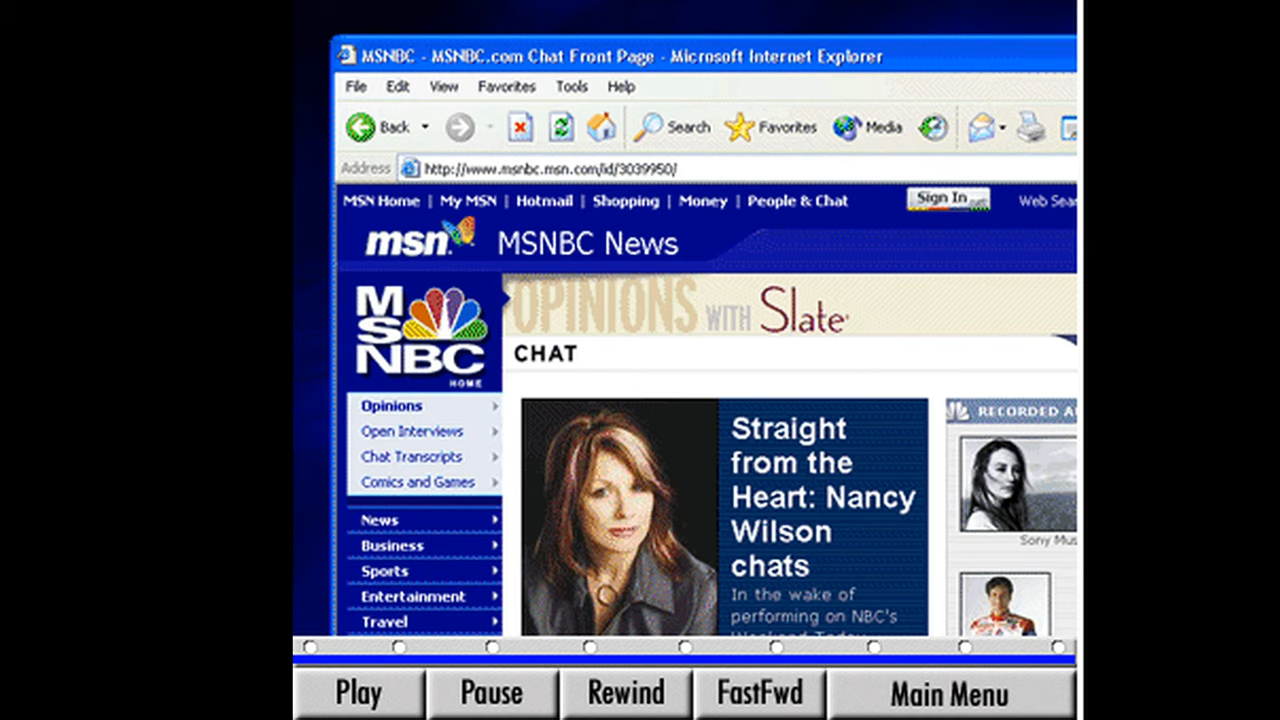 MSNBC - MSNBC.com Chat Front Page - Microsoft Internet Explorer
File Edit View Favorites Tools Help
Back Search Favorites Media
Address http://www.msnbc.msn.com/id/3039950/
MSN Home | My MSN | Hotmail | Shopping | Money | People & Chat Sign In .net Web Sear
msn MSNBC News
MSNBC
HOME
OPINIONS WITH Slate
CHAT
Opinions
Open Interviews
Chat Transcripts
Comics and Games
News
Business
Sports
Entertainment
Travel
Straight
from the
Heart: Nancy
Wilson
chats
In the wake of
performing on NBC's
Weekend Today
RECORDED A
Sony Mus
Play Pause Rewind FastFwd Main Menu